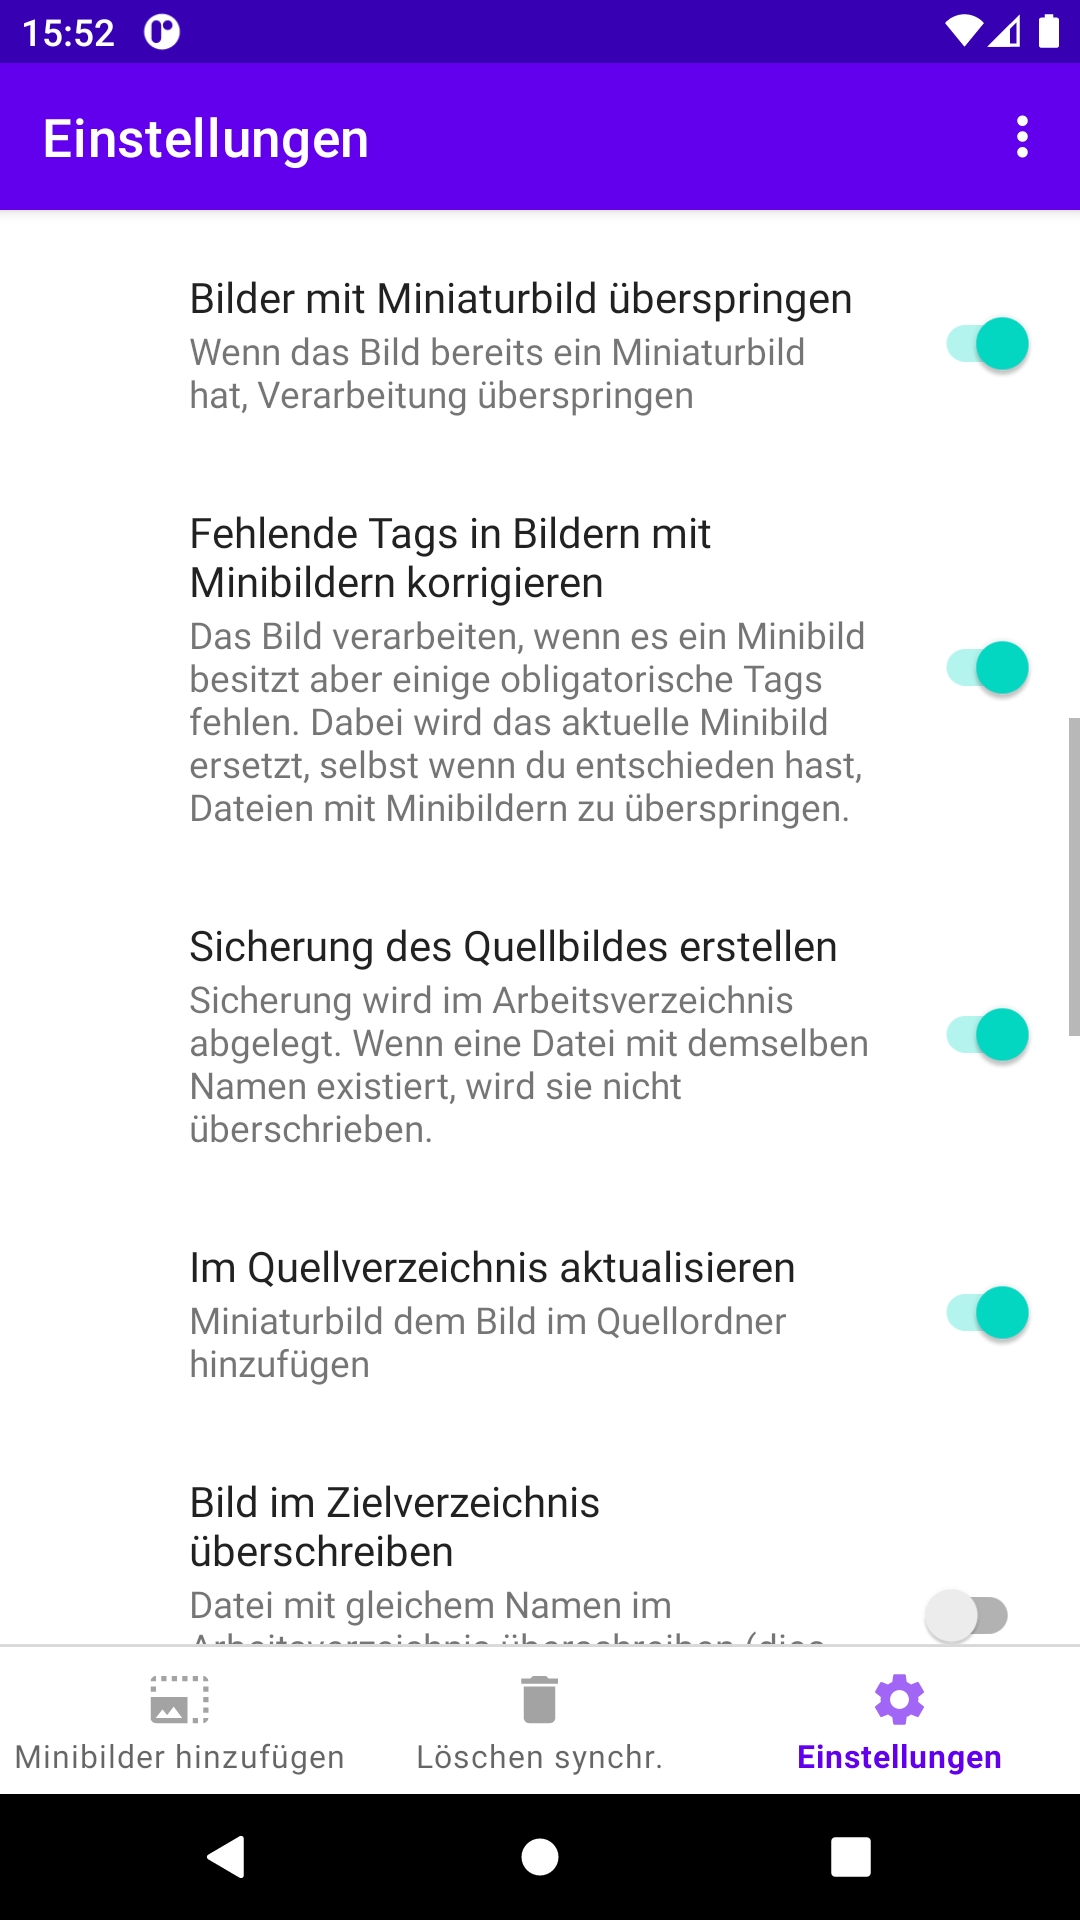 15:52
Einstellungen
Bilder mit Miniaturbild überspringen
Wenn das Bild bereits ein Miniaturbild
hat, Verarbeitung überspringen
Fehlende Tags in Bildern mit
Minibildern korrigieren
Das Bild verarbeiten, wenn es ein Minibild
besitzt aber einige obligatorische Tags
fehlen. Dabei wird das aktuelle Minibild
ersetzt, selbst wenn du entschieden hast,
Dateien mit Minibildern zu überspringen.
Sicherung des Quellbildes erstellen
Sicherung wird im Arbeitsverzeichnis
abgelegt. Wenn eine Datei mit demselben
Namen existiert, wird sie nicht
überschrieben.
Im Quellverzeichnis aktualisieren
Miniaturbild dem Bild im Quellordner
hinzufügen
Bild im Zielverzeichnis
überschreiben
Datei mit gleichem Namen im
Arbeitsverzeichnis überschreiben (dies
Minibilder hinzufügen
Löschen synchr.
Einstellungen